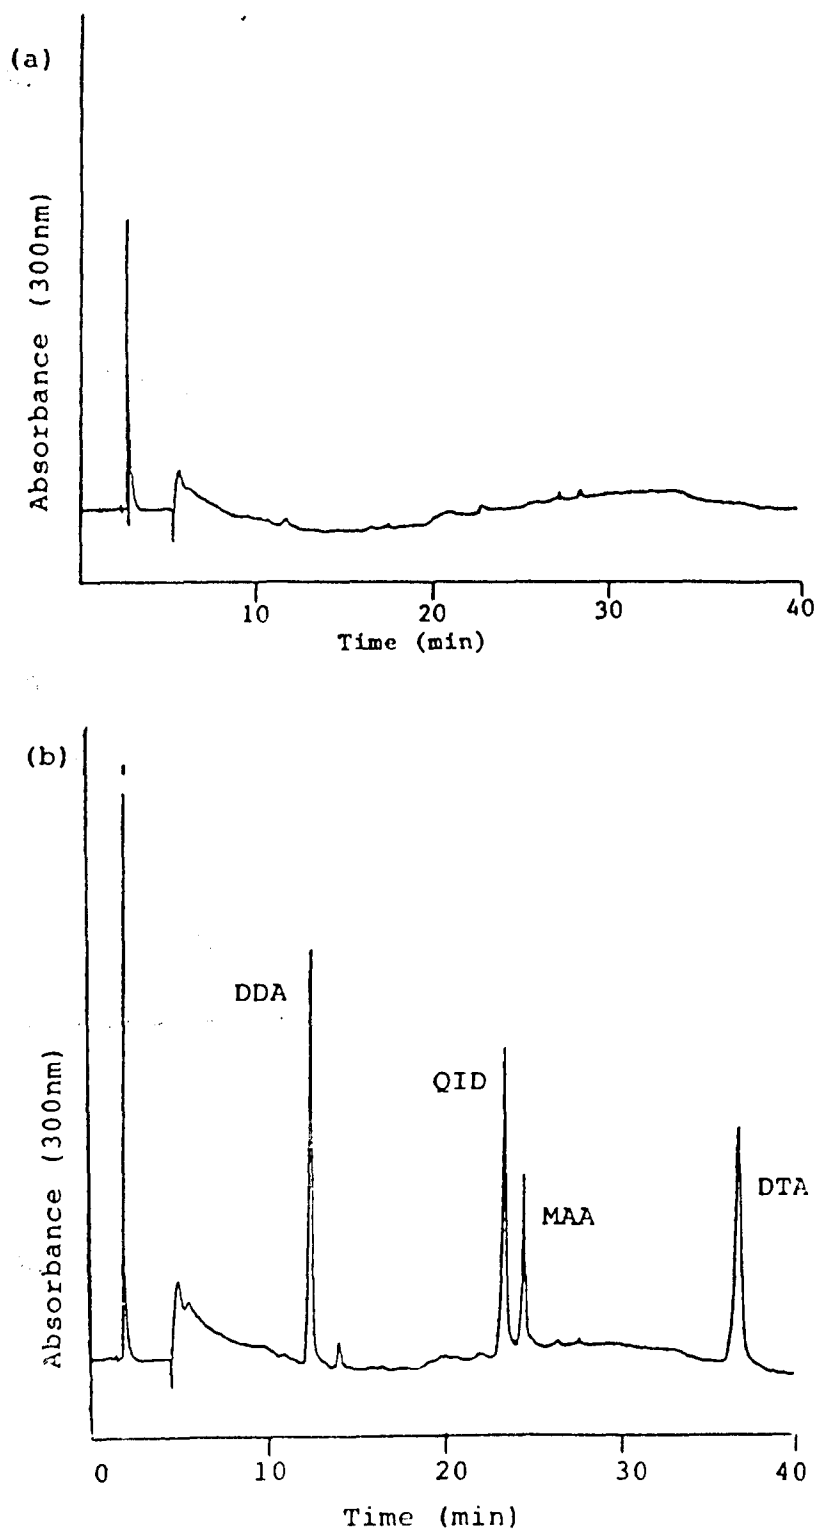 (a)
Absorbance (300nm)
10 20 30 40
Time (min)
(b)
DDA
QID
MAA
DTA
Absorbance (300nm)
0 10 20 30 40
Time (min)